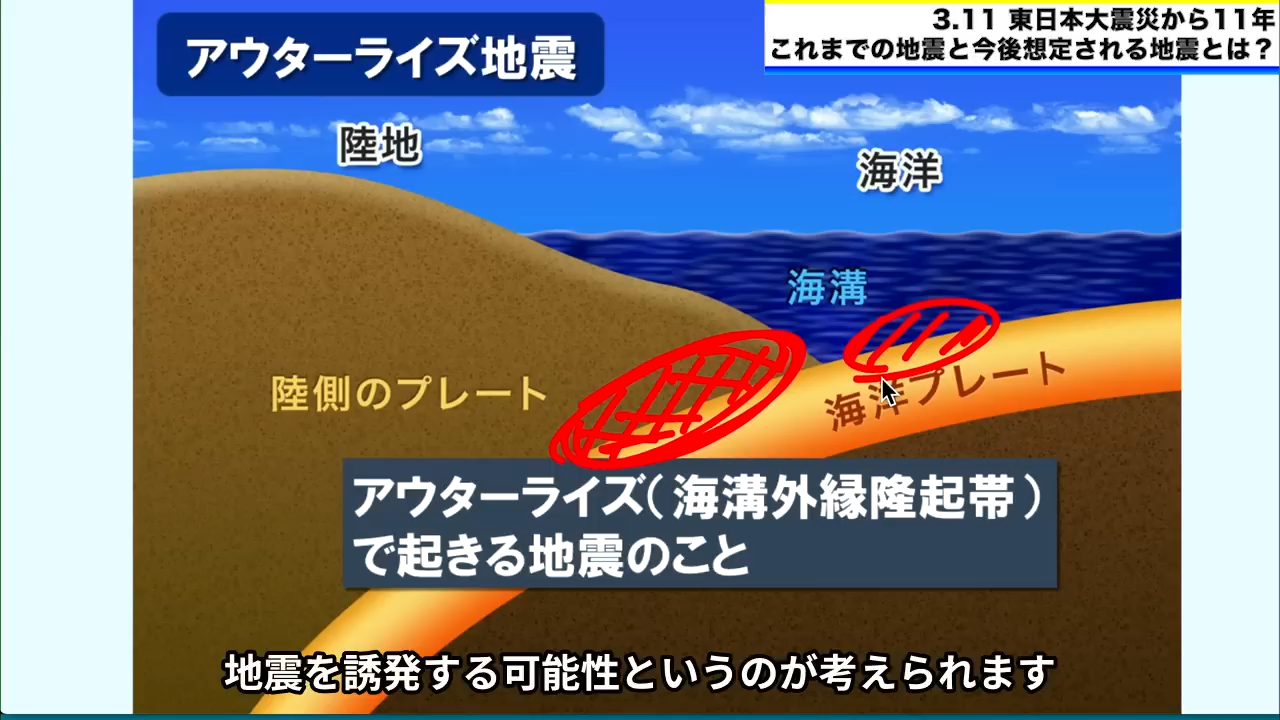 3.11 東日本大震災から11年
これまでの地震と今後想定される地震とは？
アウターライズ地震
陸地
海洋
海溝
陸側のプレート
海洋プレート
アウターライズ（海溝外縁隆起帯）
で起きる地震のこと
地震を誘発する可能性というのが考えられます